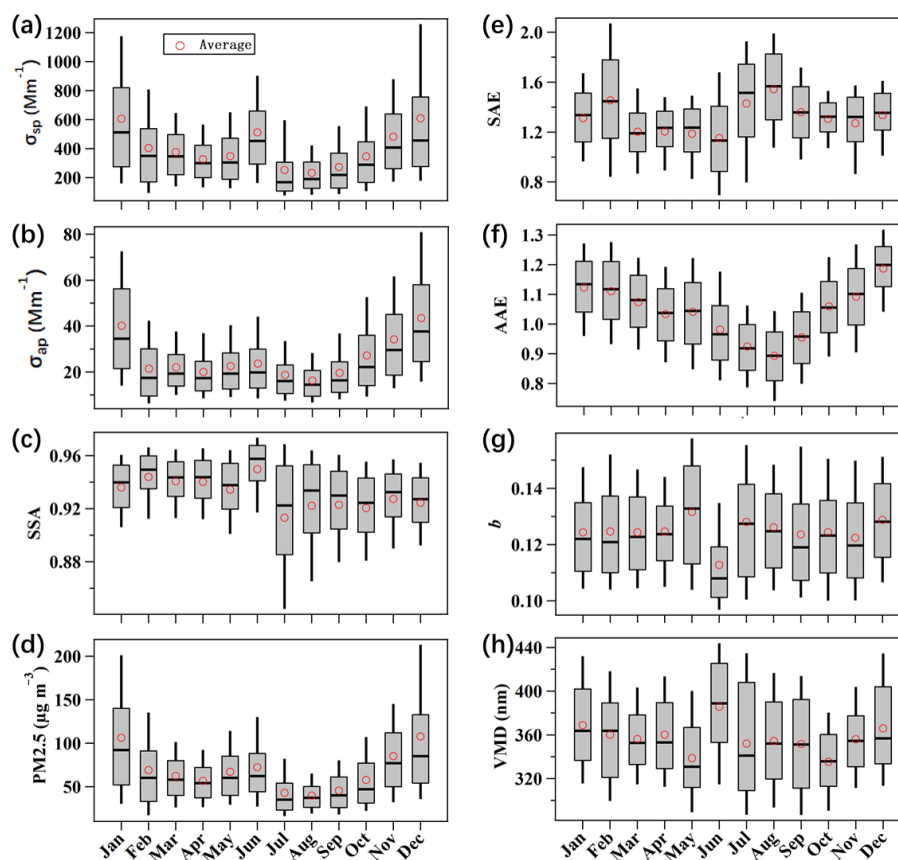 (a)
1200
1000
800
600
400
200
σsp (Mm⁻¹)
Average
(b)
80
60
40
20
σap (Mm⁻¹)
(c)
0.96
0.92
0.88
SSA
(d)
200
150
100
50
PM2.5 (μg m⁻³)
Jan Feb Mar Apr May Jun Jul Aug Sep Oct Nov Dec
(e)
2.0
1.6
1.2
0.8
SAE
(f)
1.3
1.2
1.1
1.0
0.9
0.8
AAE
(g)
0.14
0.12
0.10
b
(h)
440
400
360
320
VMD (nm)
Jan Feb Mar Apr May Jun Jul Aug Sep Oct Nov Dec